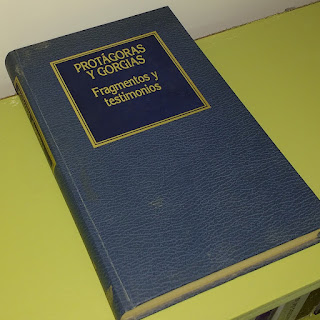 PROTÁGORAS
Y GORGIAS
Fragmentos y
testimonios